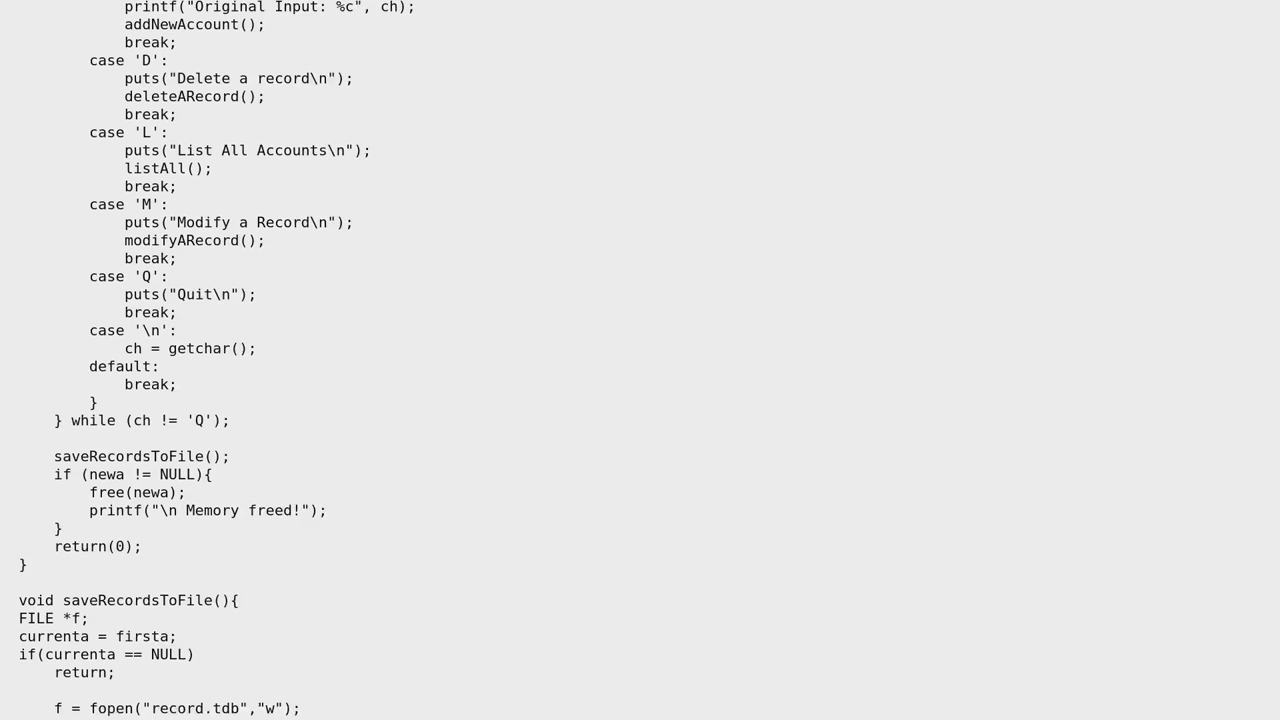 printf("Original Input: %c", ch);
            addNewAccount();
            break;
        case 'D':
            puts("Delete a record\n");
            deleteARecord();
            break;
        case 'L':
            puts("List All Accounts\n");
            listAll();
            break;
        case 'M':
            puts("Modify a Record\n");
            modifyARecord();
            break;
        case 'Q':
            puts("Quit\n");
            break;
        case '\n':
            ch = getchar();
        default:
            break;
        }
    } while (ch != 'Q');

    saveRecordsToFile();
    if (newa != NULL){
        free(newa);
        printf("\n Memory freed!");
    }
    return(0);
}

void saveRecordsToFile(){
FILE *f;
currenta = firsta;
if(currenta == NULL)
    return;

    f = fopen("record.tdb","w");